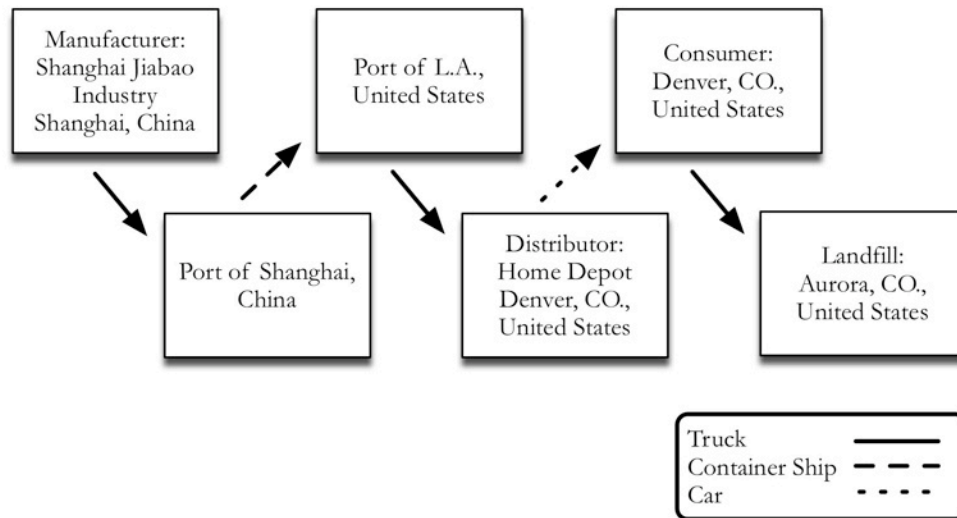 Manufacturer:
Shanghai Jiabao
Industry
Shanghai, China
Port of Shanghai,
China
Port of L.A.,
United States
Distributor:
Home Depot
Denver, CO.,
United States
Consumer:
Denver, CO.,
United States
Landfill:
Aurora, CO.,
United States
Truck
Container Ship
Car